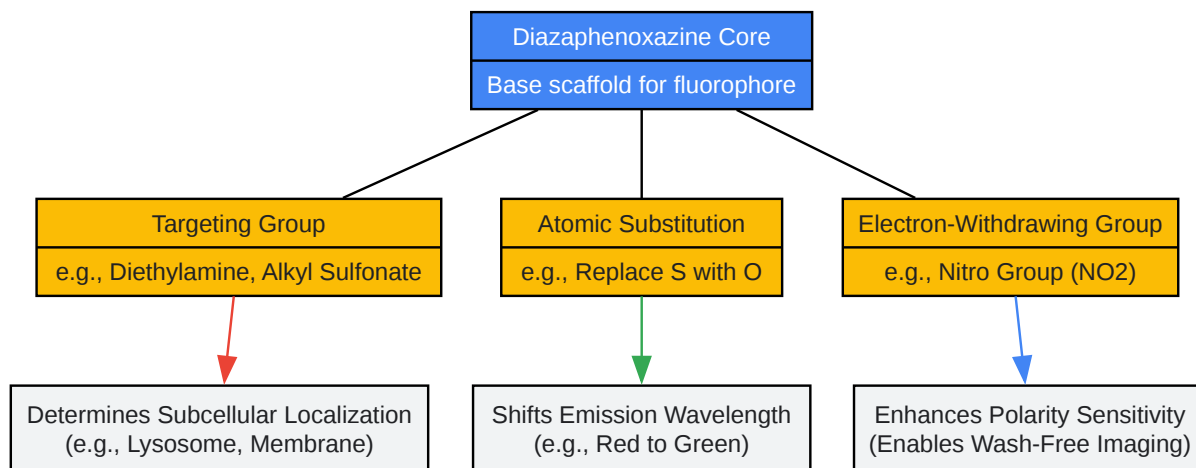 Diazaphenoxazine Core
Base scaffold for fluorophore
Targeting Group
e.g., Diethylamine, Alkyl Sulfonate
Atomic Substitution
e.g., Replace S with O
Electron-Withdrawing Group
e.g., Nitro Group (NO2)
Determines Subcellular Localization
(e.g., Lysosome, Membrane)
Shifts Emission Wavelength
(e.g., Red to Green)
Enhances Polarity Sensitivity
(Enables Wash-Free Imaging)